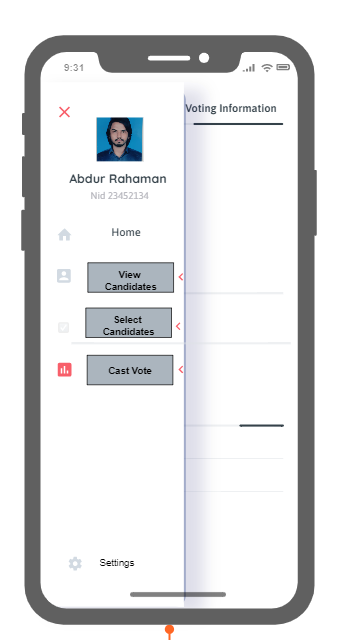 9:31
Voting Information
Abdur Rahaman
Nid 23452134
Home
View
Candidates
Select
Candidates
Cast Vote
Settings